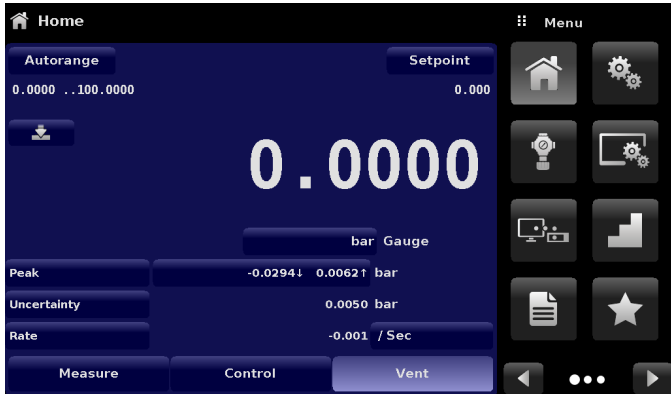 Home
Menu
Autorange
Setpoint
0.0000 ..100.0000
0.000
0.0000
bar Gauge
Peak -0.0294↓ 0.0062↑ bar
Uncertainty 0.0050 bar
Rate -0.001 / Sec
Measure Control Vent